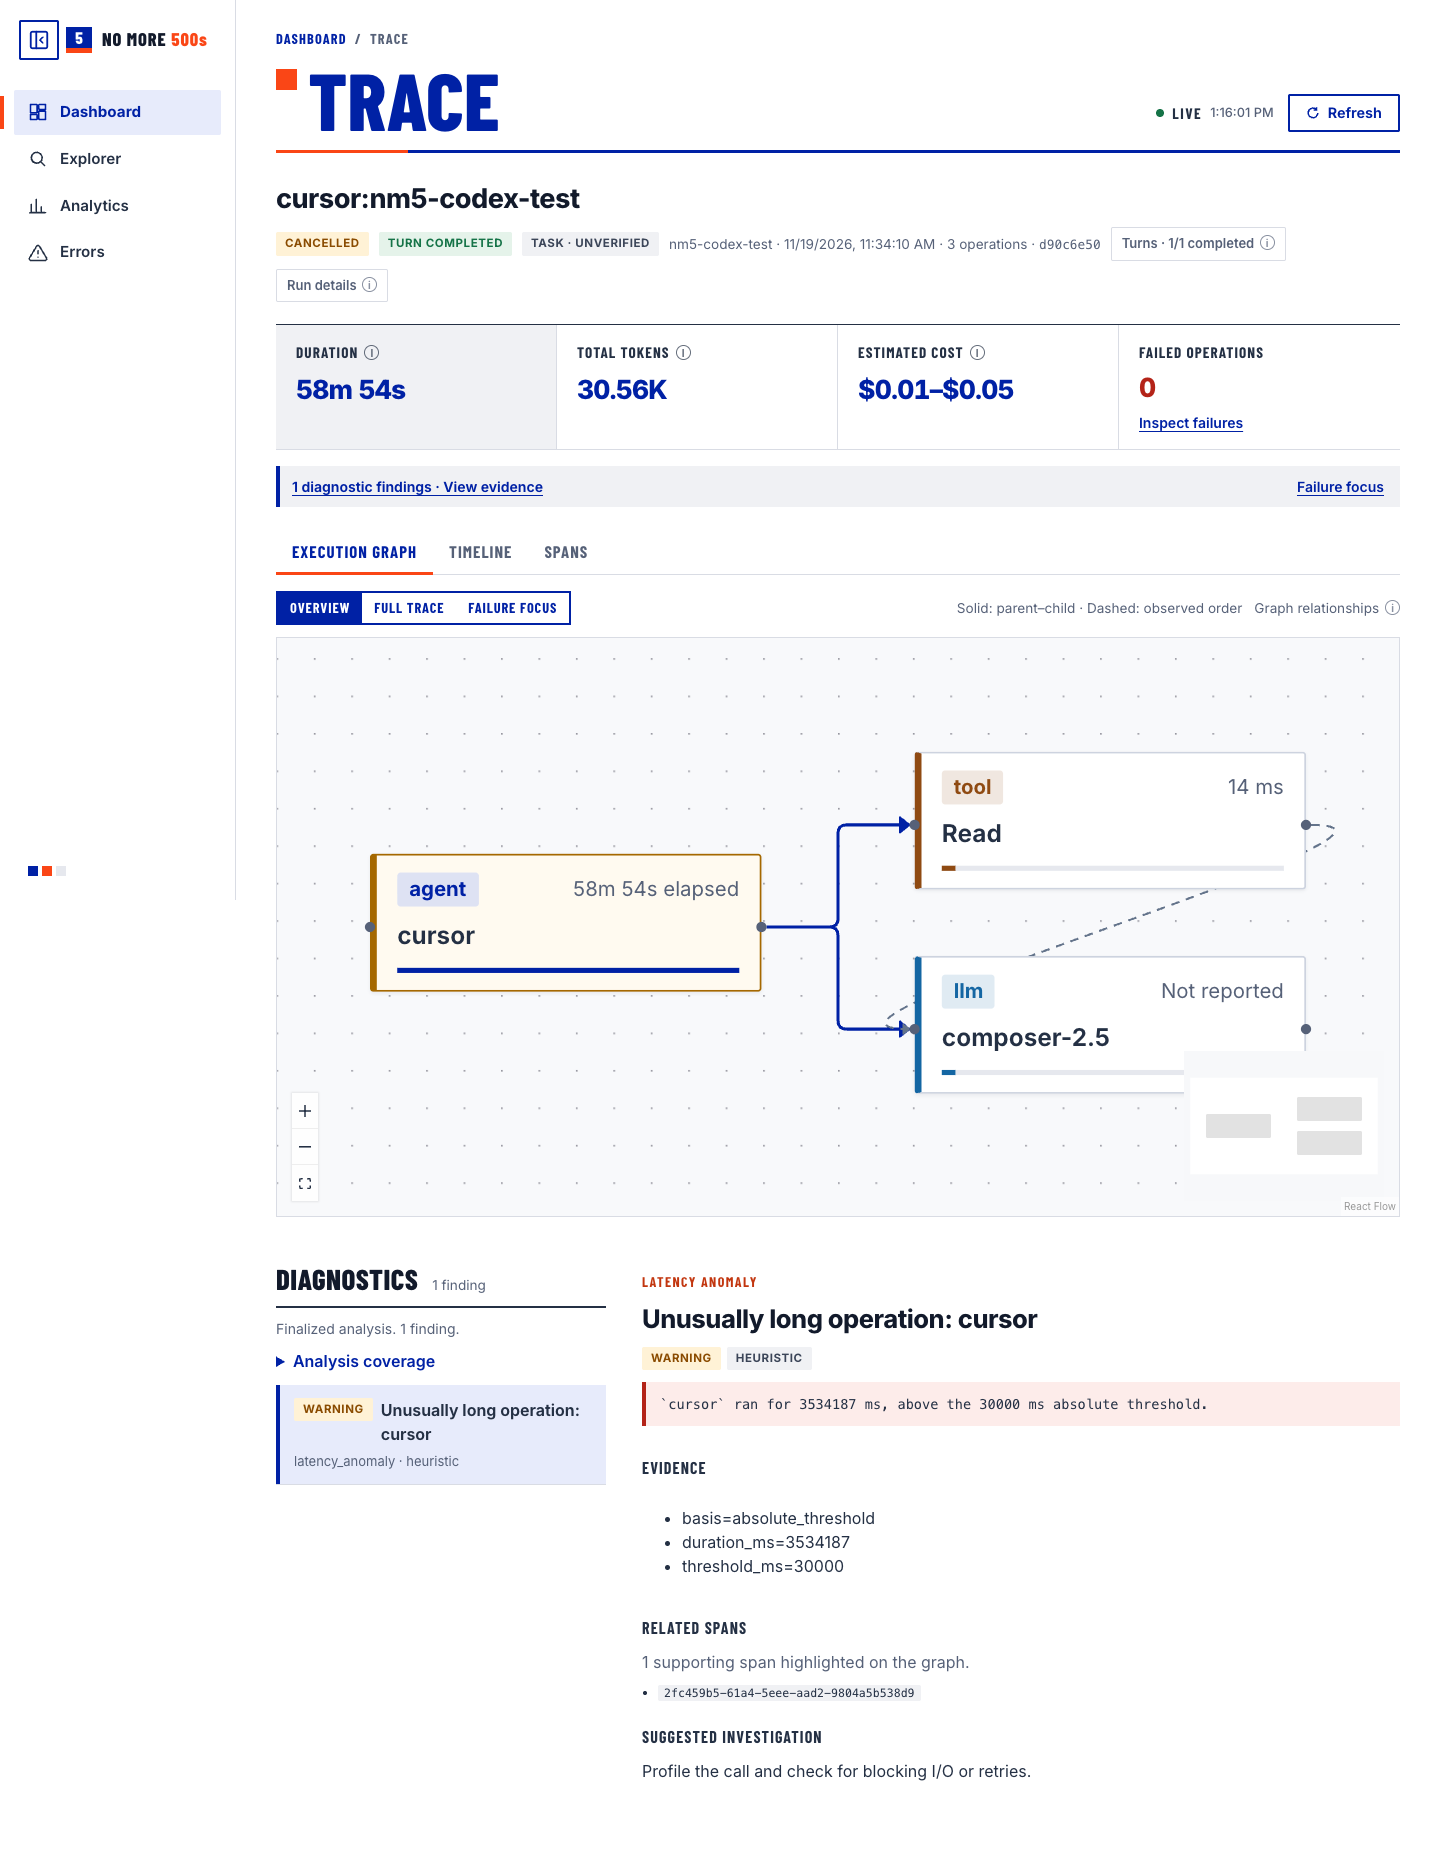 5 NO MORE 500s
Dashboard
Explorer
Analytics
Errors
DASHBOARD / TRACE
TRACE
LIVE 1:16:01 PM Refresh
cursor:nm5-codex-test
CANCELLED TURN COMPLETED TASK · UNVERIFIED nm5-codex-test · 11/19/2026, 11:34:10 AM · 3 operations · d90c6e50 Turns · 1/1 completed
Run details
DURATION
58m 54s
TOTAL TOKENS
30.56K
ESTIMATED COST
$0.01–$0.05
FAILED OPERATIONS
0
Inspect failures
1 diagnostic findings · View evidence Failure focus
EXECUTION GRAPH TIMELINE SPANS
OVERVIEW FULL TRACE FAILURE FOCUS Solid: parent–child · Dashed: observed order Graph relationships
agent 58m 54s elapsed
cursor
tool 14 ms
Read
llm Not reported
composer-2.5
React Flow
DIAGNOSTICS 1 finding
Finalized analysis. 1 finding.
Analysis coverage
WARNING Unusually long operation:
cursor
latency_anomaly · heuristic
LATENCY ANOMALY
Unusually long operation: cursor
WARNING HEURISTIC
`cursor` ran for 3534187 ms, above the 30000 ms absolute threshold.
EVIDENCE
• basis=absolute_threshold
• duration_ms=3534187
• threshold_ms=30000
RELATED SPANS
1 supporting span highlighted on the graph.
• 2fc459b5-61a4-5eee-aad2-9804a5b538d9
SUGGESTED INVESTIGATION
Profile the call and check for blocking I/O or retries.